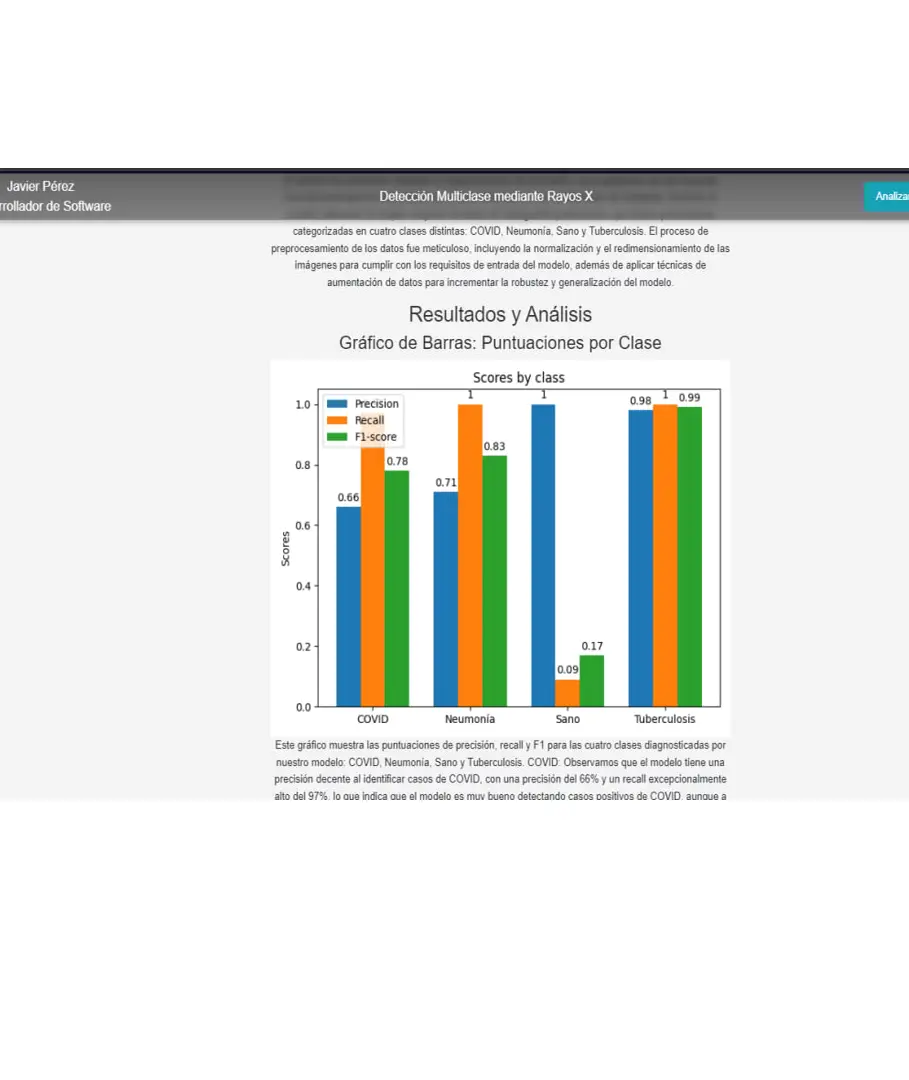 Javier Pérez
rrollador de Software
Detección Multiclase mediante Rayos X
Analizar
categorizadas en cuatro clases distintas: COVID, Neumonía, Sano y Tuberculosis. El proceso de
preprocesamiento de los datos fue meticuloso, incluyendo la normalización y el redimensionamiento de las
imágenes para cumplir con los requisitos de entrada del modelo, además de aplicar técnicas de
aumentación de datos para incrementar la robustez y generalización del modelo.
Resultados y Análisis
Gráfico de Barras: Puntuaciones por Clase
Scores by class
Precision
Recall
F1-score
Scores
1.0
0.8
0.6
0.4
0.2
0.0
0.66
0.78
0.71
1
0.83
1
0.09
0.17
0.98
1
0.99
COVID
Neumonía
Sano
Tuberculosis
Este gráfico muestra las puntuaciones de precisión, recall y F1 para las cuatro clases diagnosticadas por
nuestro modelo: COVID, Neumonía, Sano y Tuberculosis. COVID: Observamos que el modelo tiene una
precisión decente al identificar casos de COVID, con una precisión del 66% y un recall excepcionalmente
alto del 97%, lo que indica que el modelo es muy bueno detectando casos positivos de COVID, aunque a